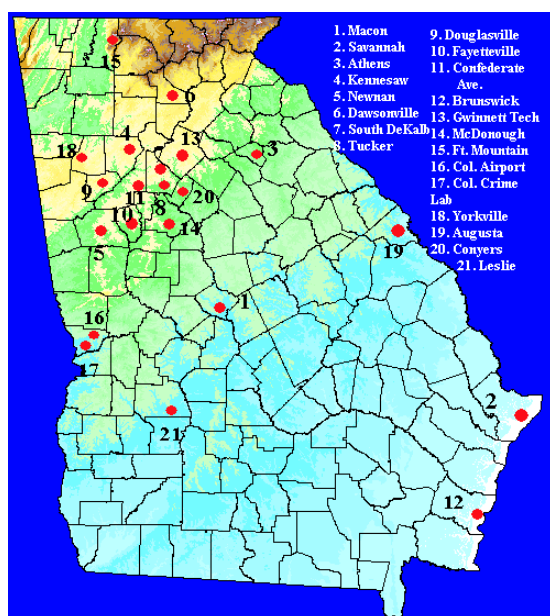 1. Macon
2. Savannah
3. Athens
4. Kennesaw
5. Newnan
6. Dawsonville
7. South DeKalb
8. Tucker
9. Douglasville
10. Fayetteville
11. Confederate
Ave.
12. Brunswick
13. Gwinnett Tech
14. McDonough
15. Ft. Mountain
16. Col. Airport
17. Col. Crime
Lab
18. Yorkville
19. Augusta
20. Conyers
21. Leslie
15
6
4
13
18
7
3
9
11
20
10
8
14
5
19
1
16
17
21
2
12